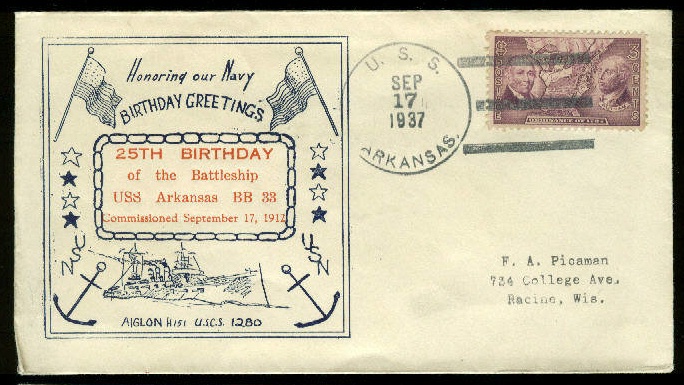 Honoring our Navy
BIRTHDAY GREETINGS
25TH BIRTHDAY
of the Battleship
USS Arkansas BB 33
Commissioned September 17, 1912
USN
USN
AIGLON H151 U.S.C.S. 1280
U. S. S.
SEP
17
1937
ARKANSAS.
3
CENTS
ORDINANCE OF 1787
F. A. Picaman
734 College Ave,
Racine, Wis.